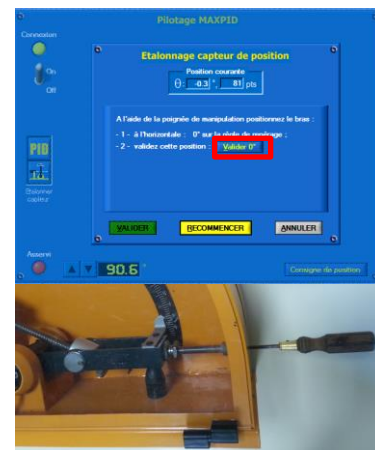 Pilotage MAXPID
Connexion
On
Off
Etalonnage capteur de position
Position courante
θ: -0.3 °, 81 pts
A l'aide de la poignée de manipulation positionnez le bras :
- 1 - à l'horizontale : 0° sur la règle de repérage ;
- 2 - validez cette position : Valider 0°
PID
Etalonner
capteur
VALIDER
RECOMMENCER
ANNULER
Asservi
90.6 °
Consigne de position